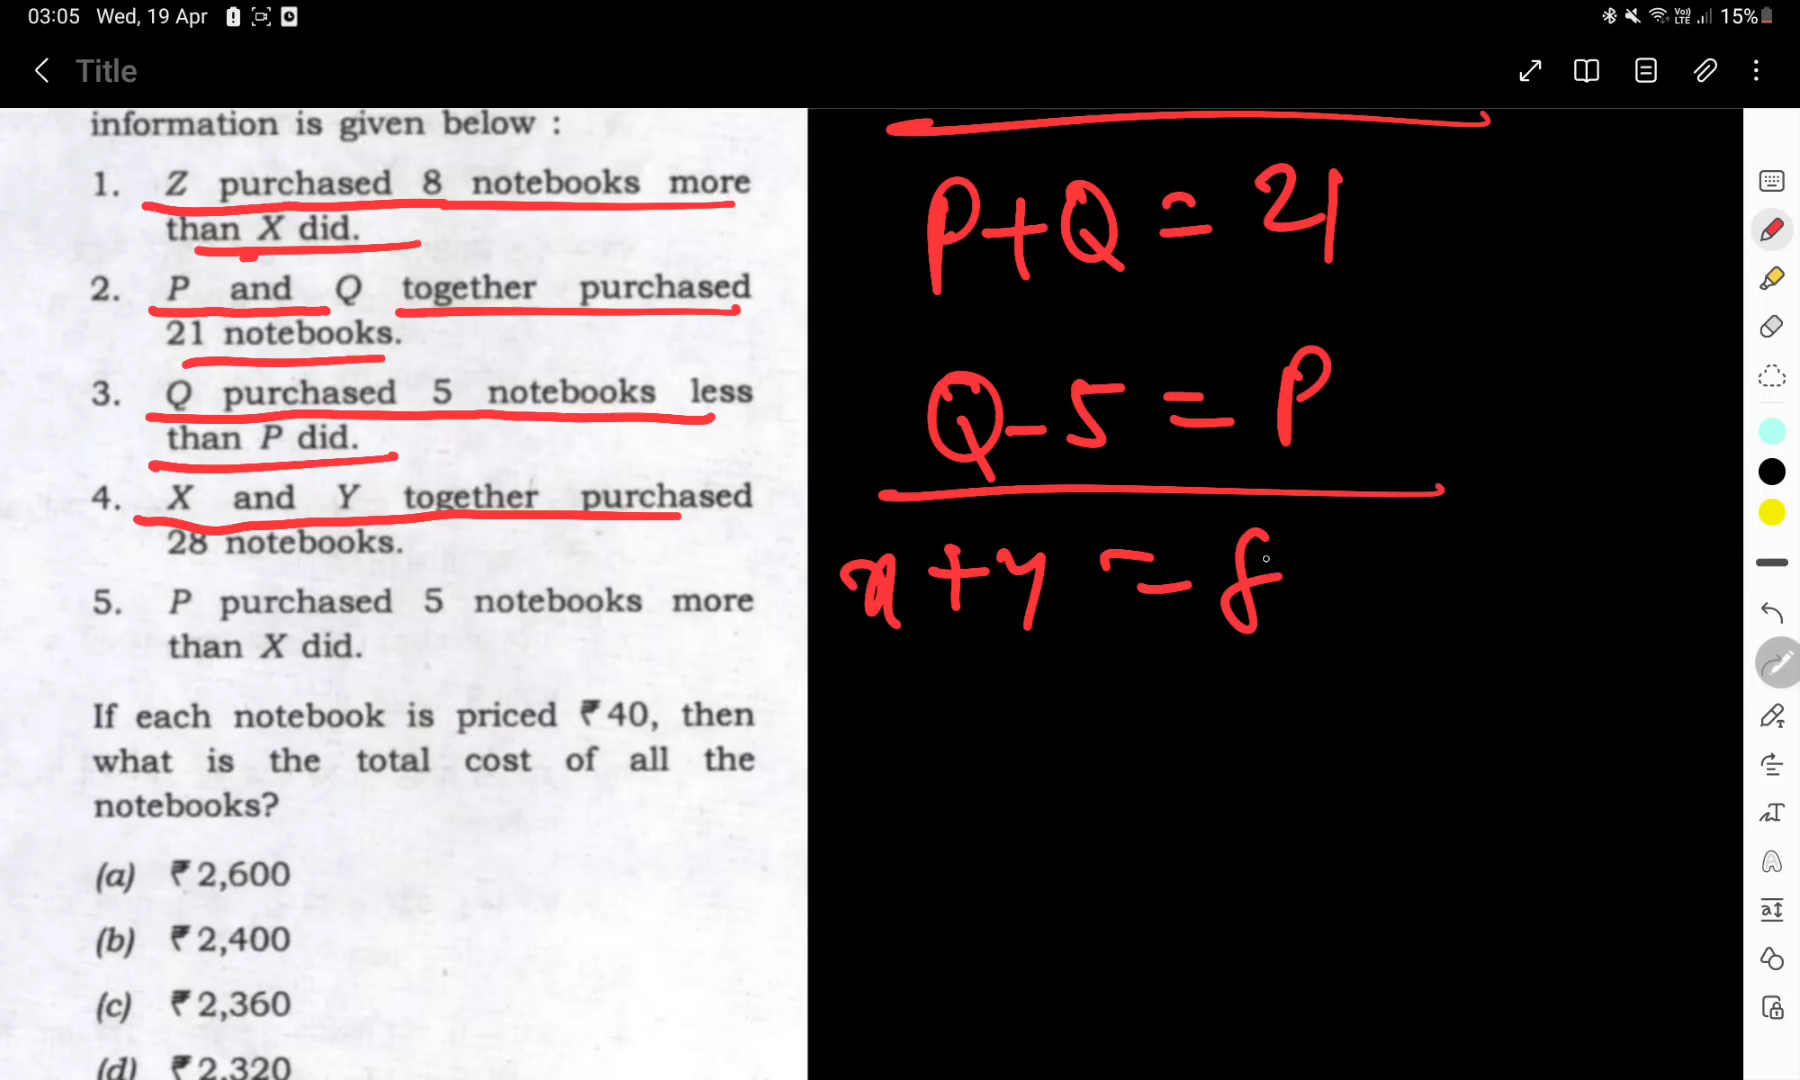 03:05 Wed, 19 Apr
Vo)) LTE 15%
Title
information is given below :
1. Z purchased 8 notebooks more
than X did.
2. P and Q together purchased
21 notebooks.
3. Q purchased 5 notebooks less
than P did.
4. X and Y together purchased
28 notebooks.
5. P purchased 5 notebooks more
than X did.
If each notebook is priced ₹40, then
what is the total cost of all the
notebooks?
(a) ₹2,600
(b) ₹2,400
(c) ₹2,360
(d) ₹2,320
P+Q = 21
Q-5 = P
x+y = 8